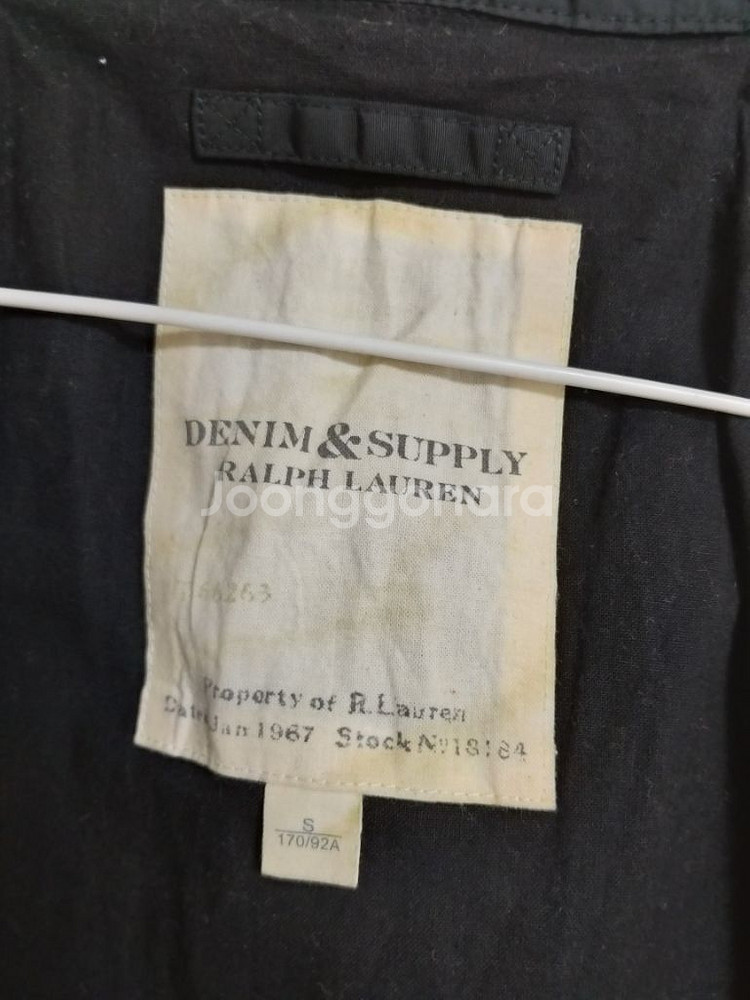 DENIM & SUPPLY
RALPH LAUREN
Joonggonara
Property of R. Lauren
Date Jan 1967 Stock No 18184
S
170/92A